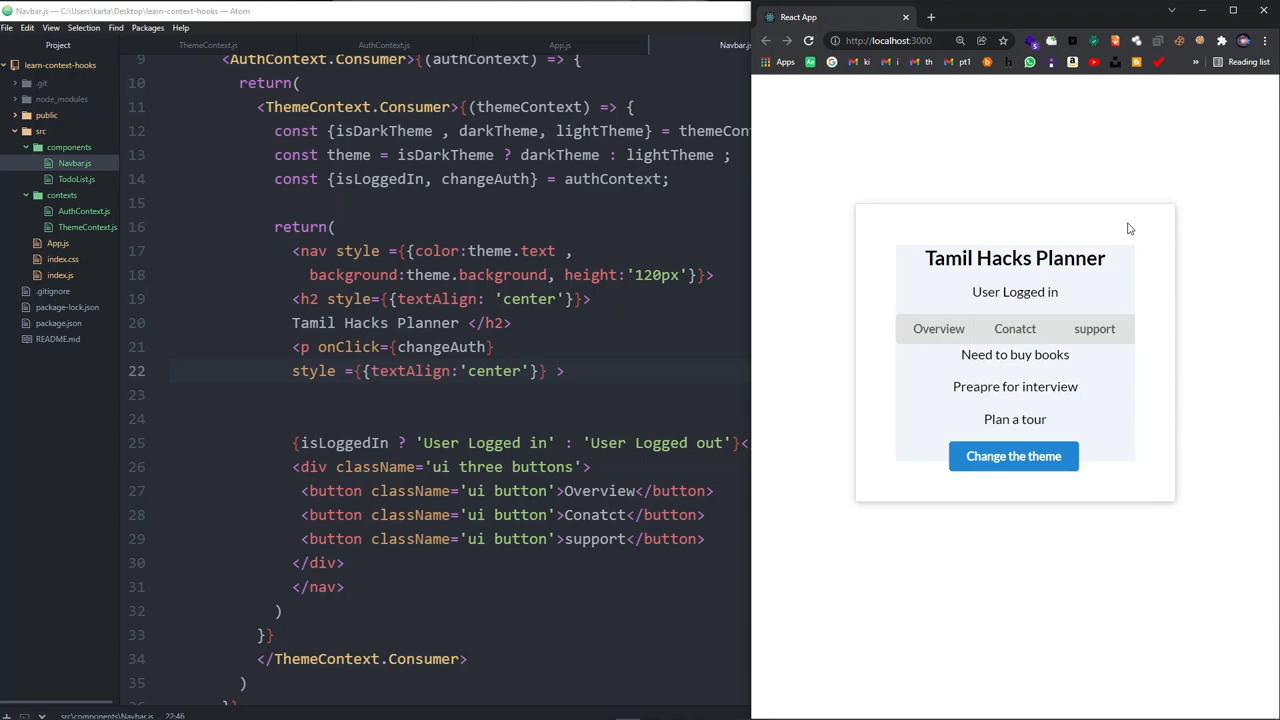 Navbar.js — C:\Users\karta\Desktop\learn-context-hooks — Atom
File Edit View Selection Find Packages Help
Project
learn-context-hooks
.git
node_modules
public
src
components
Navbar.js
TodoList.js
contexts
AuthContext.js
ThemeContext.js
App.js
index.css
index.js
.gitignore
package-lock.json
package.json
README.md
ThemeContext.js AuthContext.js App.js Navbar.js
9 <AuthContext.Consumer>{(authContext) => {
10 return(
11 <ThemeContext.Consumer>{(themeContext) => {
12 const {isDarkTheme , darkTheme, lightTheme} = themeCon
13 const theme = isDarkTheme ? darkTheme : lightTheme ;
14 const {isLoggedIn, changeAuth} = authContext;
15
16 return(
17 <nav style ={{color:theme.text ,
18 background:theme.background, height:'120px'}}>
19 <h2 style={{textAlign: 'center'}}>
20 Tamil Hacks Planner </h2>
21 <p onClick={changeAuth}
22 style ={{textAlign:'center'}} >
23
24
25 {isLoggedIn ? 'User Logged in' : 'User Logged out'}<
26 <div className='ui three buttons'>
27 <button className='ui button'>Overview</button>
28 <button className='ui button'>Conatct</button>
29 <button className='ui button'>support</button>
30 </div>
31 </nav>
32 )
33 }}
34 </ThemeContext.Consumer>
35 )
}}
src\components\Navbar.js 22:46
React App
http://localhost:3000
Apps ki i th pt1 Reading list
Tamil Hacks Planner
User Logged in
Overview Conatct support
Need to buy books
Preapre for interview
Plan a tour
Change the theme